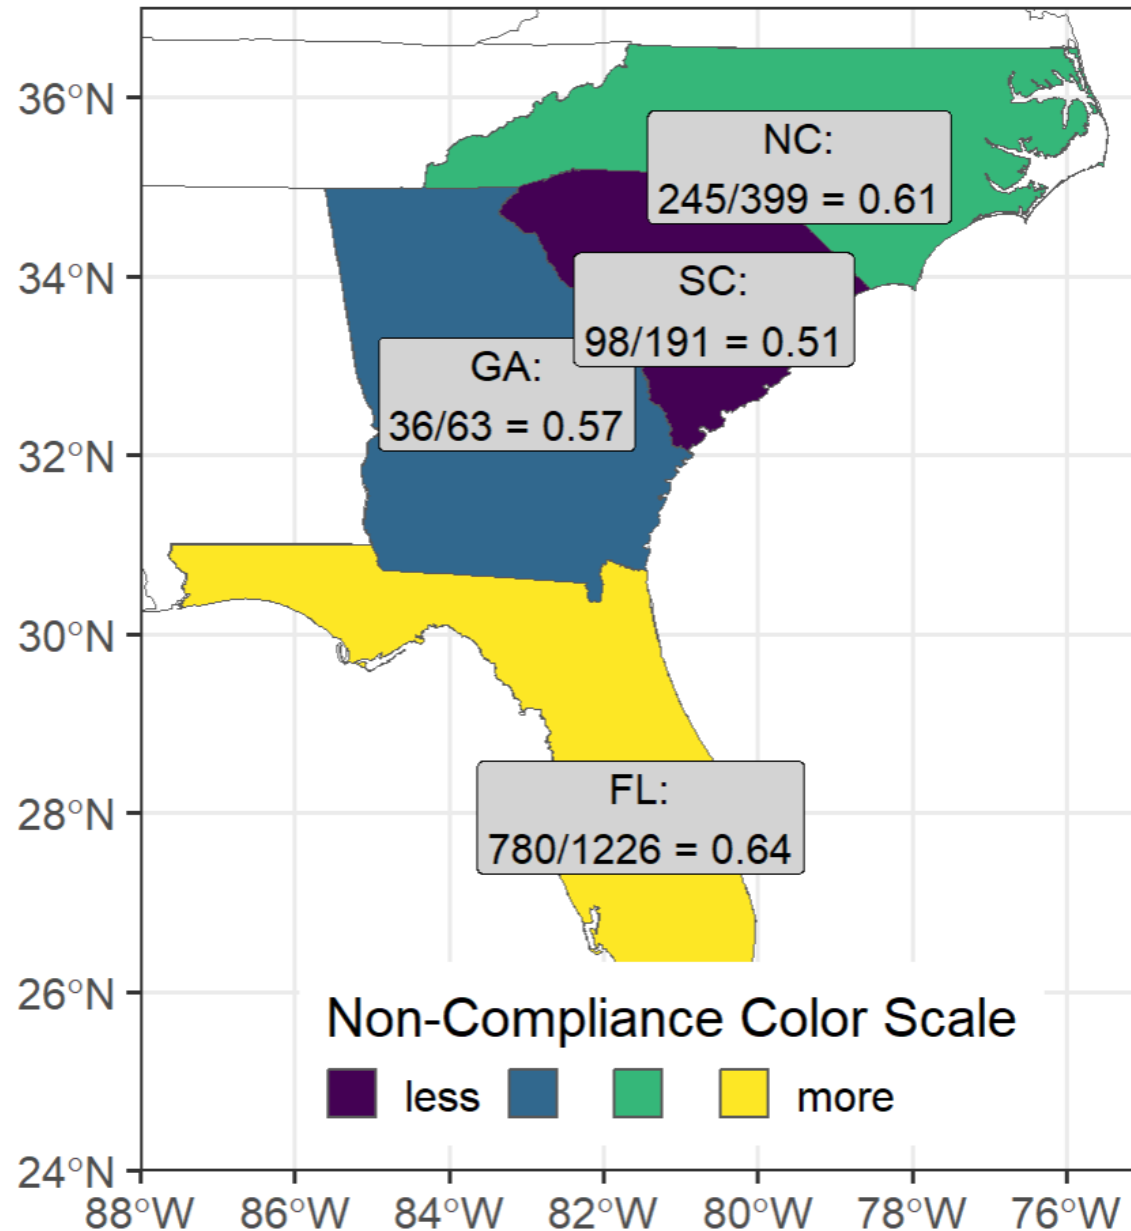 36°N
34°N
32°N
30°N
28°N
26°N
24°N
NC:
245/399 = 0.61
SC:
98/191 = 0.51
GA:
36/63 = 0.57
FL:
780/1226 = 0.64
Non-Compliance Color Scale
less more
88°W 86°W 84°W 82°W 80°W 78°W 76°W